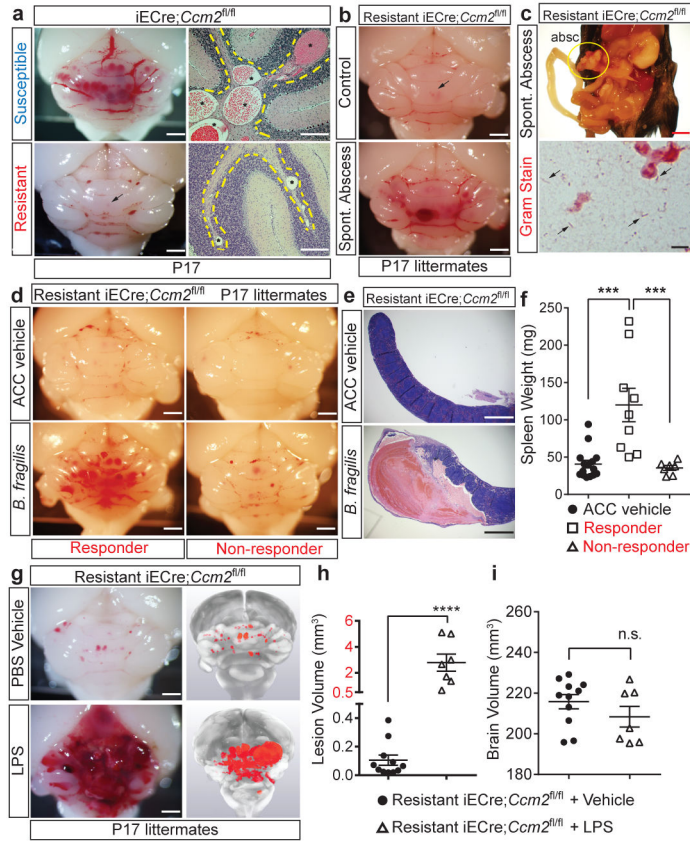 a
iECre;Ccm2fl/fl
Susceptible
Resistant
P17
b
Resistant iECre;Ccm2fl/fl
Control
Spont. Abscess
P17 littermates
c
Resistant iECre;Ccm2fl/fl
Spont. Abscess
absc
Gram Stain
d
Resistant iECre;Ccm2fl/fl P17 littermates
ACC vehicle
B. fragilis
Responder Non-responder
e
Resistant iECre;Ccm2fl/fl
ACC vehicle
B. fragilis
f
*** ***
Spleen Weight (mg)
250
200
150
100
50
0
ACC vehicle
Responder
Non-responder
g
Resistant iECre;Ccm2fl/fl
PBS Vehicle
LPS
P17 littermates
h
****
Lesion Volume (mm3)
6
4
2
0.5
0.4
0.2
0.0
i
n.s.
Brain Volume (mm3)
260
240
220
200
180
Resistant iECre;Ccm2fl/fl + Vehicle
Resistant iECre;Ccm2fl/fl + LPS